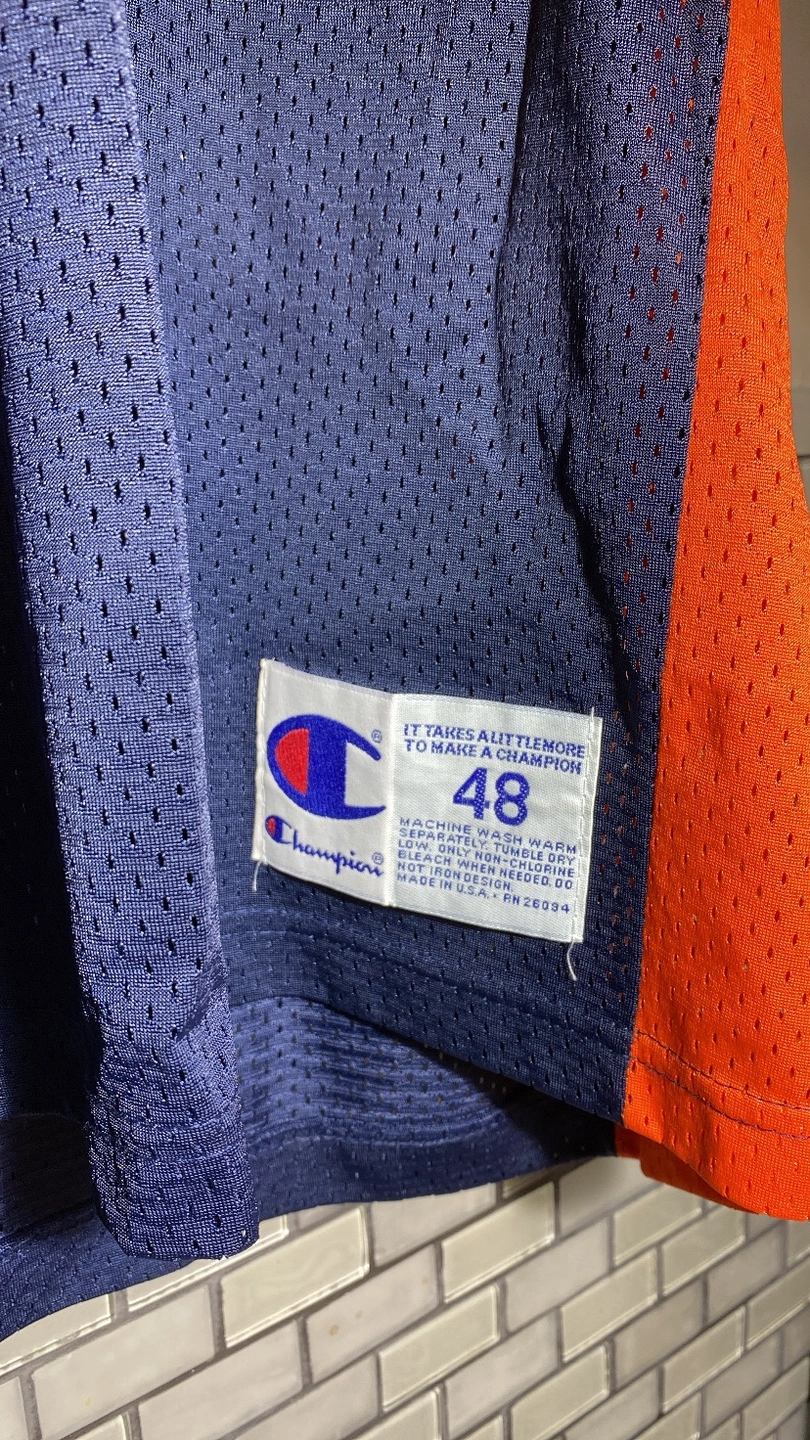 Champion®
IT TAKES A LITTLE MORE
TO MAKE A CHAMPION
48
MACHINE WASH WARM
SEPARATELY. TUMBLE DRY
LOW. ONLY NON-CHLORINE
BLEACH WHEN NEEDED. DO
NOT IRON DESIGN.
MADE IN U.S.A. • RN 26094